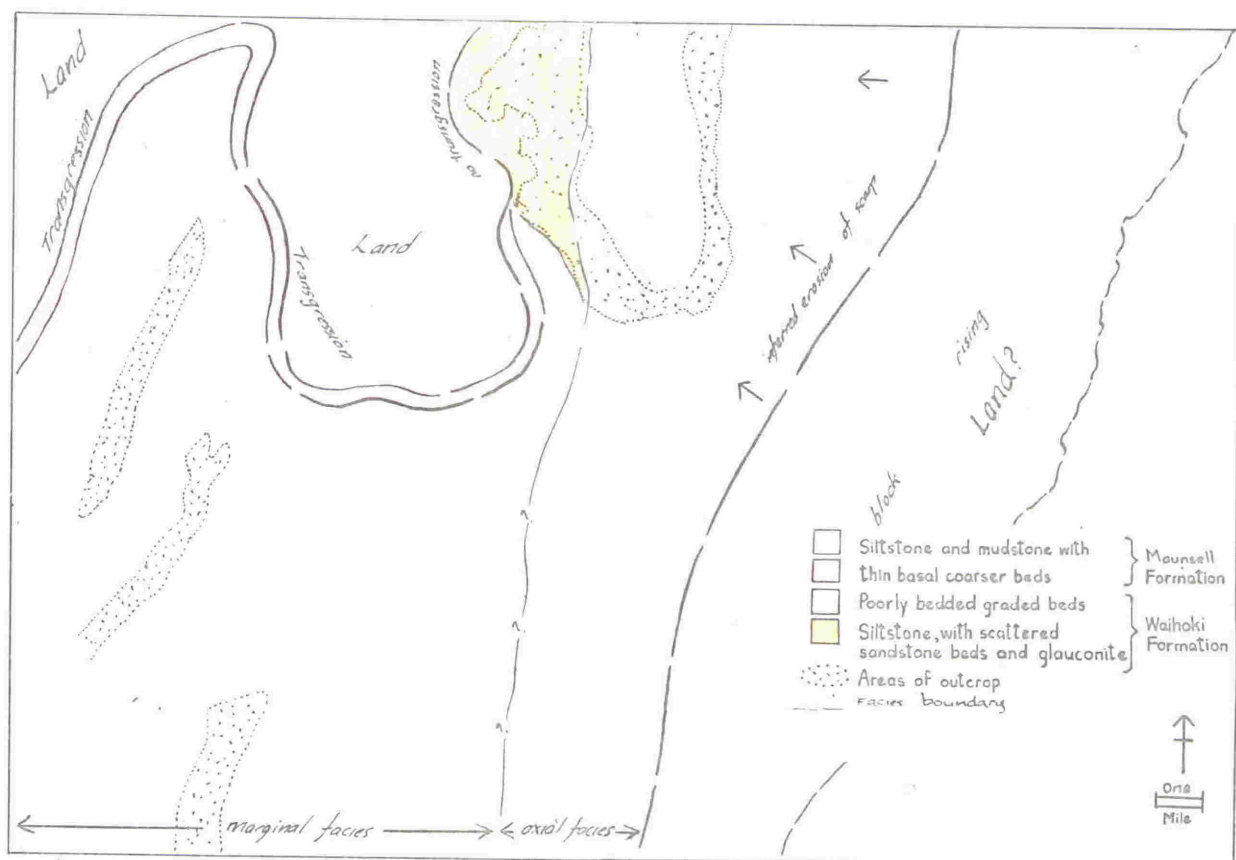 Land
Transgression
no transgression
Land
Transgression
inferred erosion of scarp
rising
Land?
block
Siltstone and mudstone with
thin basal coarser beds
Maunsell
Formation
Poorly bedded graded beds
Siltstone, with scattered
sandstone beds and glauconite
Waihoki
Formation
Areas of outcrop
Facies boundary
?
?
?
One
Mile
marginal facies
axial facies